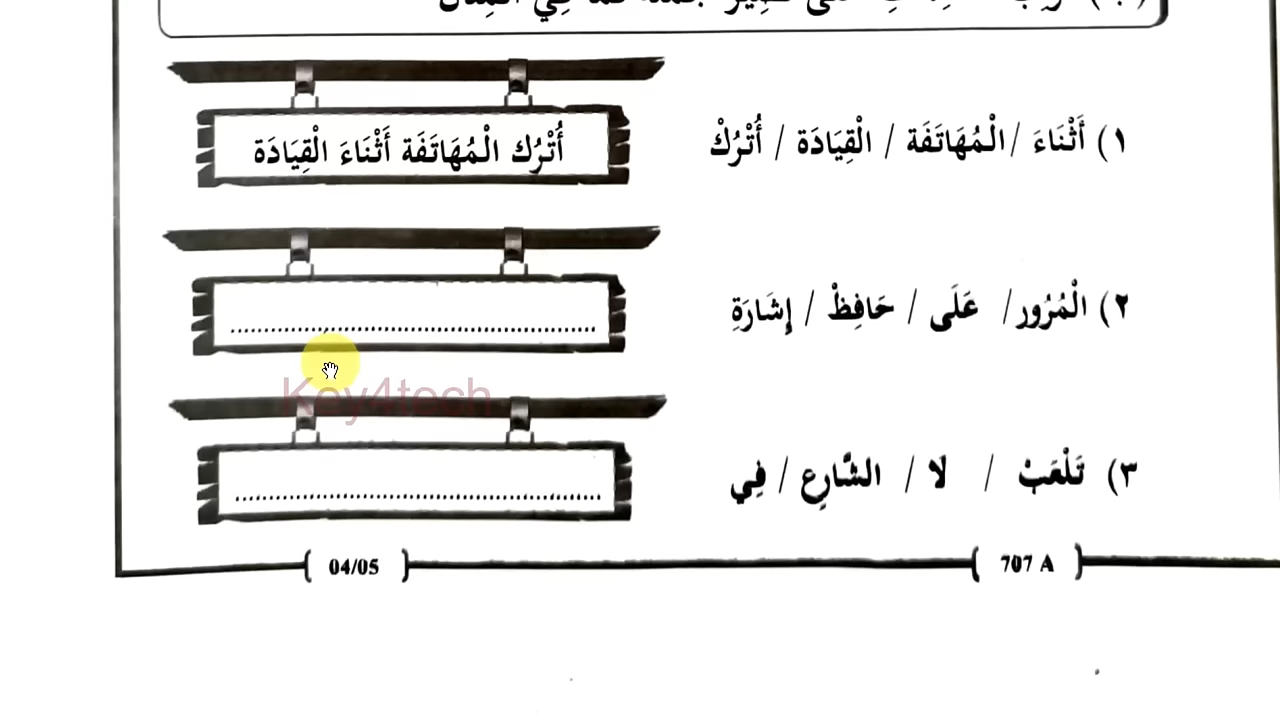 ١) أَثْنَاءَ / الْمُهَاتَفَة / الْقِيَادَة / أُتْرُكْ
أُتْرُك الْمُهَاتَفَة أَثْنَاءَ الْقِيَادَة
٢) الْمُرُور / عَلَى / حَافِظْ / إِشَارَةِ
................................................
Key4tech
٣) تَلْعَبْ / لَا / الشَّارِع / فِي
................................................
707 A
04/05